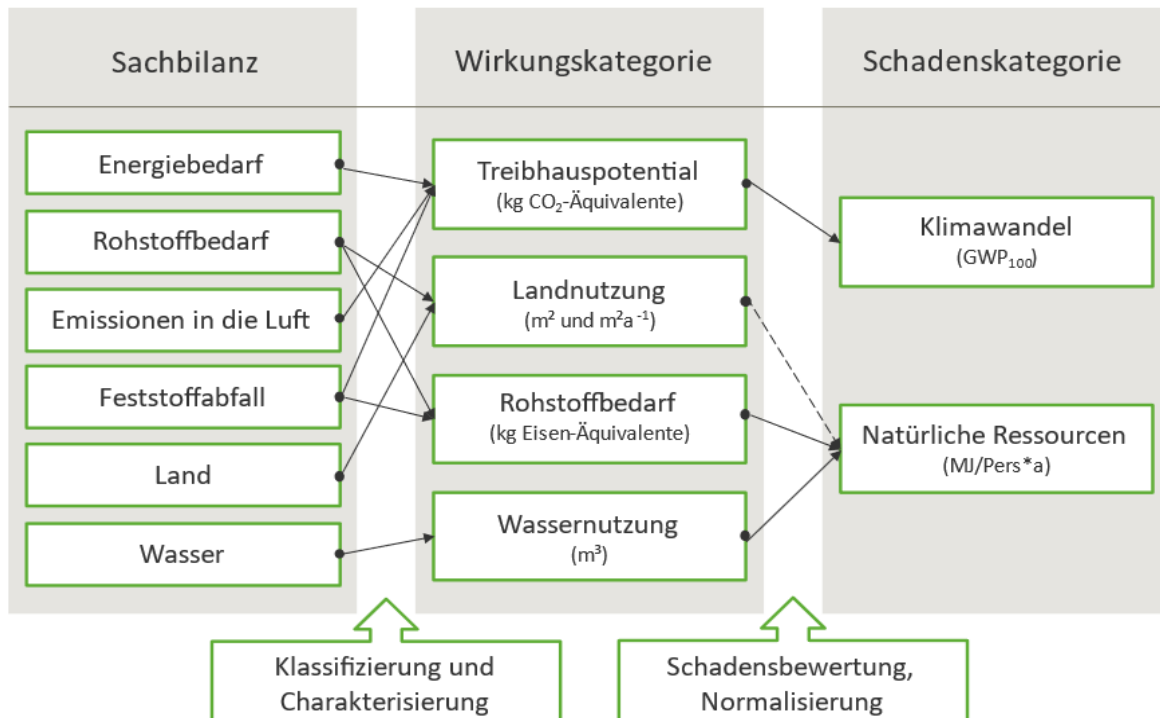 Sachbilanz
Wirkungskategorie
Schadenskategorie
Energiebedarf
Rohstoffbedarf
Emissionen in die Luft
Feststoffabfall
Land
Wasser
Treibhauspotential
(kg CO₂-Äquivalente)
Landnutzung
(m² und m²a⁻¹)
Rohstoffbedarf
(kg Eisen-Äquivalente)
Wassernutzung
(m³)
Klimawandel
(GWP₁₀₀)
Natürliche Ressourcen
(MJ/Pers*a)
Klassifizierung und
Charakterisierung
Schadensbewertung,
Normalisierung